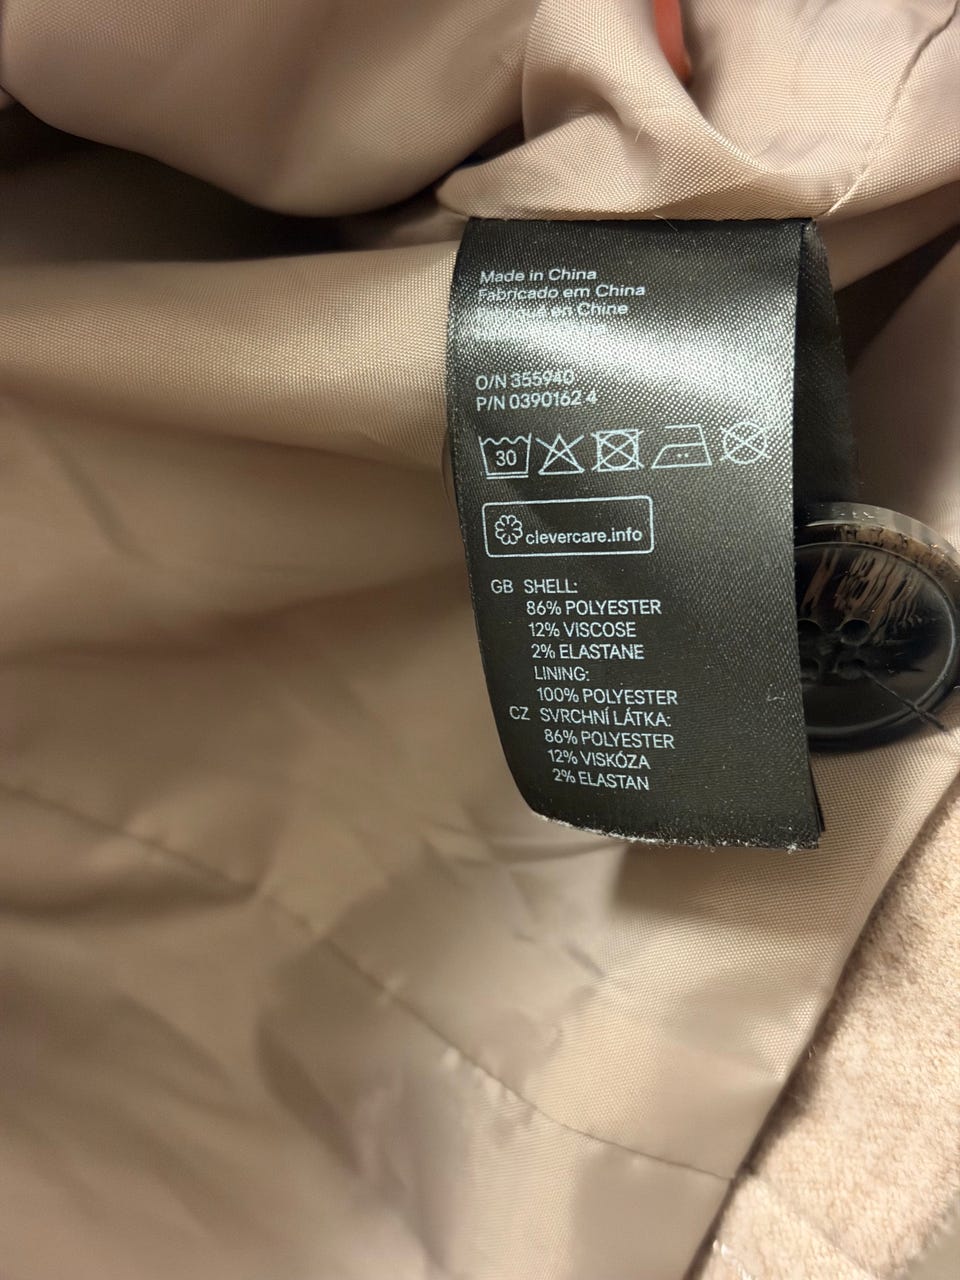 Made in China
Fabricado em China
Fabriqué en Chine
O/N 355940
P/N 0390162 4
30
clevercare.info
GB SHELL:
86% POLYESTER
12% VISCOSE
2% ELASTANE
LINING:
100% POLYESTER
CZ SVRCHNÍ LÁTKA:
86% POLYESTER
12% VISKÓZA
2% ELASTAN